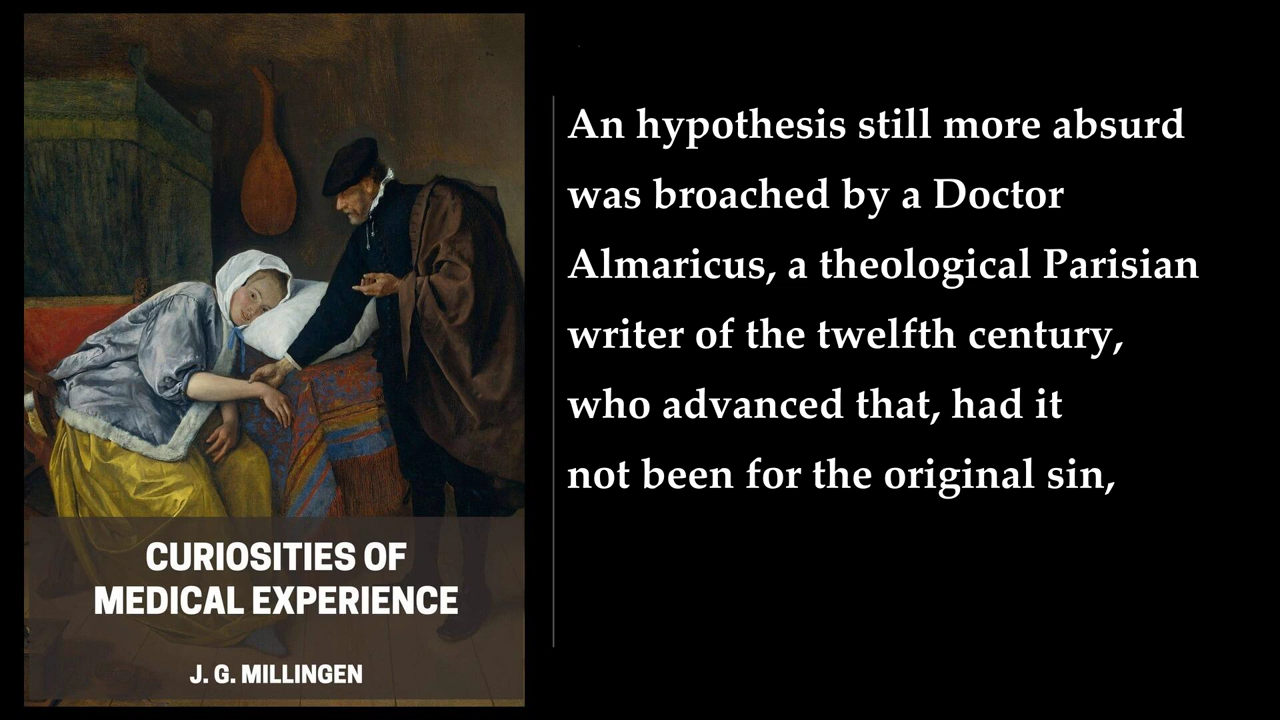 CURIOSITIES OF
MEDICAL EXPERIENCE
J. G. MILLINGEN
An hypothesis still more absurd
was broached by a Doctor
Almaricus, a theological Parisian
writer of the twelfth century,
who advanced that, had it
not been for the original sin,